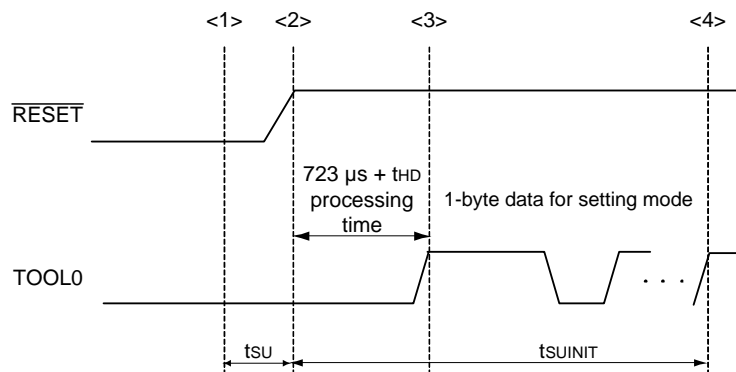 <1> <2> <3> <4>
RESET
723 µs + tHD
processing
time
1-byte data for setting mode
TOOL0
. . .
tSU tSUINIT